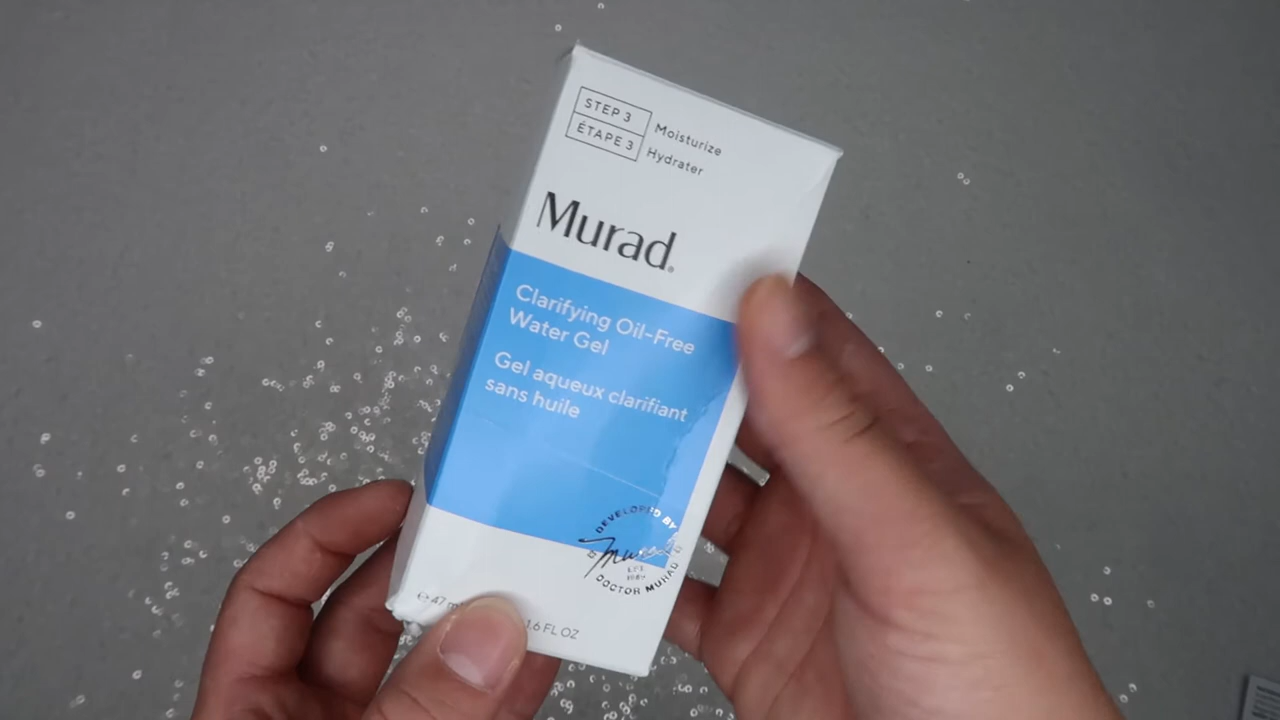 STEP 3
Moisturize
ÉTAPE 3
Hydrater
Murad.
Clarifying Oil-Free
Water Gel
Gel aqueux clarifiant
sans huile
DEVELOPED BY
DOCTOR MURAD
e 47 m
1.6 FL OZ